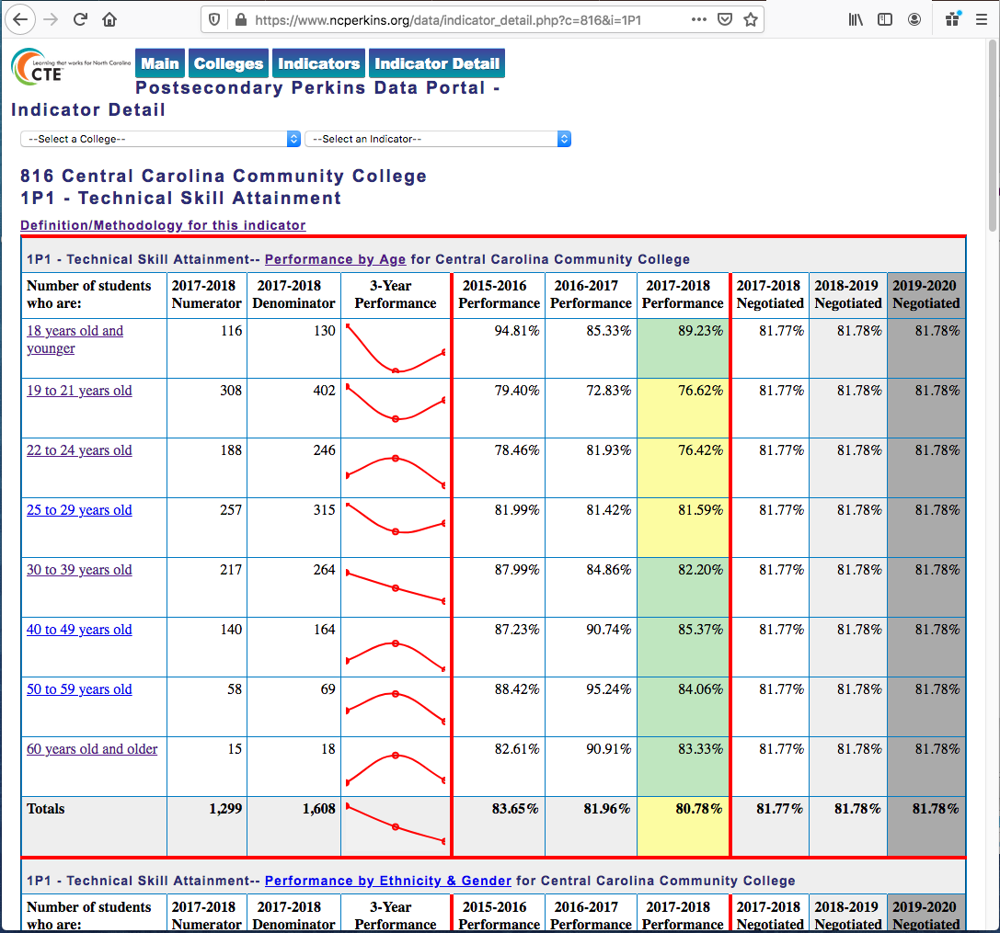 https://www.ncperkins.org/data/indicator_detail.php?c=816&i=1P1
Learning that works for North Carolina
CTE
Main Colleges Indicators Indicator Detail
Postsecondary Perkins Data Portal -
Indicator Detail
--Select a College-- --Select an Indicator--
816 Central Carolina Community College
1P1 - Technical Skill Attainment
Definition/Methodology for this indicator
1P1 - Technical Skill Attainment-- Performance by Age for Central Carolina Community College
Number of students 2017-2018 2017-2018 3-Year 2015-2016 2016-2017 2017-2018 2017-2018 2018-2019 2019-2020
who are: Numerator Denominator Performance Performance Performance Performance Negotiated Negotiated Negotiated
18 years old and 116 130 94.81% 85.33% 89.23% 81.77% 81.78% 81.78%
younger
19 to 21 years old 308 402 79.40% 72.83% 76.62% 81.77% 81.78% 81.78%
22 to 24 years old 188 246 78.46% 81.93% 76.42% 81.77% 81.78% 81.78%
25 to 29 years old 257 315 81.99% 81.42% 81.59% 81.77% 81.78% 81.78%
30 to 39 years old 217 264 87.99% 84.86% 82.20% 81.77% 81.78% 81.78%
40 to 49 years old 140 164 87.23% 90.74% 85.37% 81.77% 81.78% 81.78%
50 to 59 years old 58 69 88.42% 95.24% 84.06% 81.77% 81.78% 81.78%
60 years old and older 15 18 82.61% 90.91% 83.33% 81.77% 81.78% 81.78%
Totals 1,299 1,608 83.65% 81.96% 80.78% 81.77% 81.78% 81.78%
1P1 - Technical Skill Attainment-- Performance by Ethnicity & Gender for Central Carolina Community College
Number of students 2017-2018 2017-2018 3-Year 2015-2016 2016-2017 2017-2018 2017-2018 2018-2019 2019-2020
who are: Numerator Denominator Performance Performance Performance Performance Negotiated Negotiated Negotiated